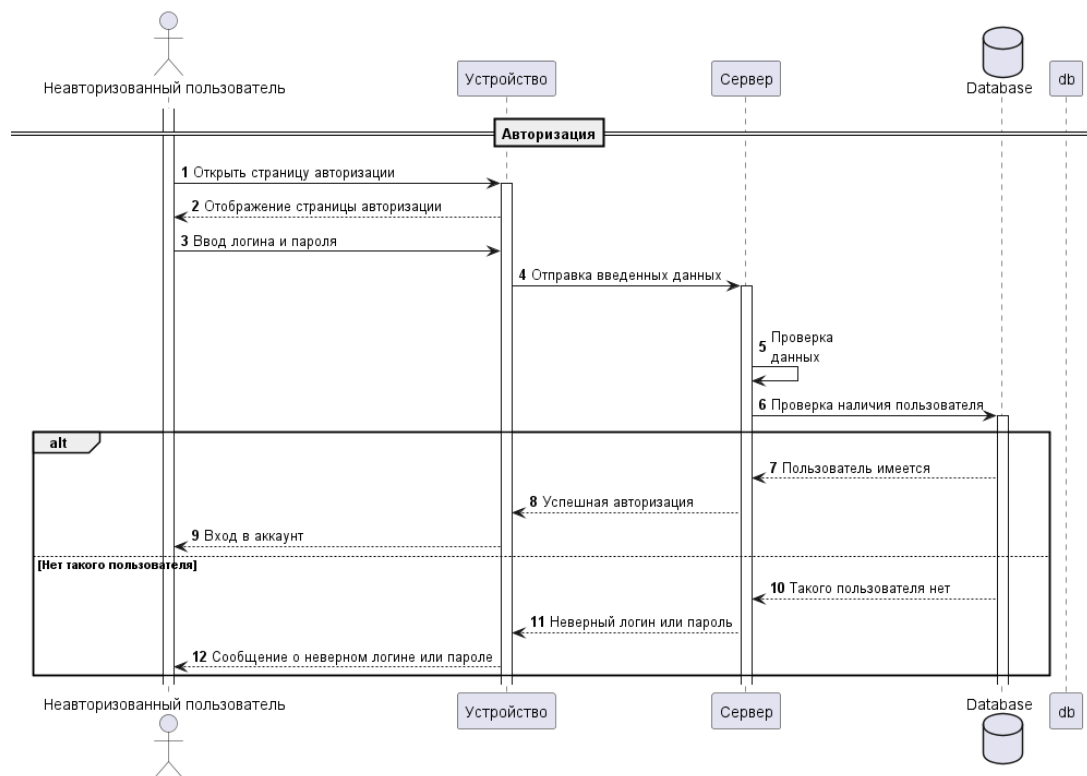 Неавторизованный пользователь
Устройство
Сервер
Database
db
Авторизация
1 Открыть страницу авторизации
2 Отображение страницы авторизации
3 Ввод логина и пароля
4 Отправка введенных данных
5 Проверка
данных
6 Проверка наличия пользователя
alt
7 Пользователь имеется
8 Успешная авторизация
9 Вход в аккаунт
[Нет такого пользователя]
10 Такого пользователя нет
11 Неверный логин или пароль
12 Сообщение о неверном логине или пароле
Неавторизованный пользователь
Устройство
Сервер
Database
db